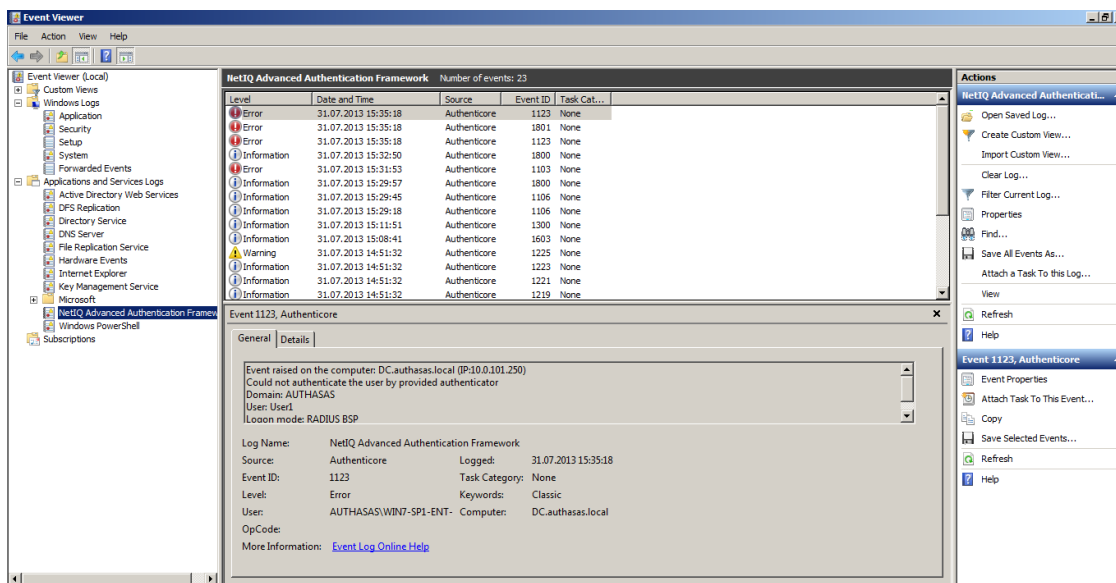 Event Viewer
File Action View Help
Event Viewer (Local)
Custom Views
Windows Logs
Application
Security
Setup
System
Forwarded Events
Applications and Services Logs
Active Directory Web Services
DFS Replication
Directory Service
DNS Server
File Replication Service
Hardware Events
Internet Explorer
Key Management Service
Microsoft
NetIQ Advanced Authentication Framew
Windows PowerShell
Subscriptions
NetIQ Advanced Authentication Framework Number of events: 23
Level Date and Time Source Event ID Task Cat...
Error 31.07.2013 15:35:18 Authenticore 1123 None
Error 31.07.2013 15:35:18 Authenticore 1801 None
Error 31.07.2013 15:35:18 Authenticore 1123 None
Information 31.07.2013 15:32:50 Authenticore 1800 None
Error 31.07.2013 15:31:53 Authenticore 1103 None
Information 31.07.2013 15:29:57 Authenticore 1800 None
Information 31.07.2013 15:29:45 Authenticore 1106 None
Information 31.07.2013 15:29:18 Authenticore 1106 None
Information 31.07.2013 15:11:51 Authenticore 1300 None
Information 31.07.2013 15:08:41 Authenticore 1603 None
Warning 31.07.2013 14:51:32 Authenticore 1225 None
Information 31.07.2013 14:51:32 Authenticore 1223 None
Information 31.07.2013 14:51:32 Authenticore 1221 None
Information 31.07.2013 14:51:32 Authenticore 1219 None
Event 1123, Authenticore
General Details
Event raised on the computer: DC.authasas.local (IP:10.0.101.250)
Could not authenticate the user by provided authenticator
Domain: AUTHASAS
User: User1
Logon mode: RADIUS BSP
Log Name: NetIQ Advanced Authentication Framework
Source: Authenticore Logged: 31.07.2013 15:35:18
Event ID: 1123 Task Category: None
Level: Error Keywords: Classic
User: AUTHASAS\WIN7-SP1-ENT- Computer: DC.authasas.local
OpCode:
More Information: Event Log Online Help
Actions
NetIQ Advanced Authenticati...
Open Saved Log...
Create Custom View...
Import Custom View...
Clear Log...
Filter Current Log...
Properties
Find...
Save All Events As...
Attach a Task To this Log...
View
Refresh
Help
Event 1123, Authenticore
Event Properties
Attach Task To This Event...
Copy
Save Selected Events...
Refresh
Help